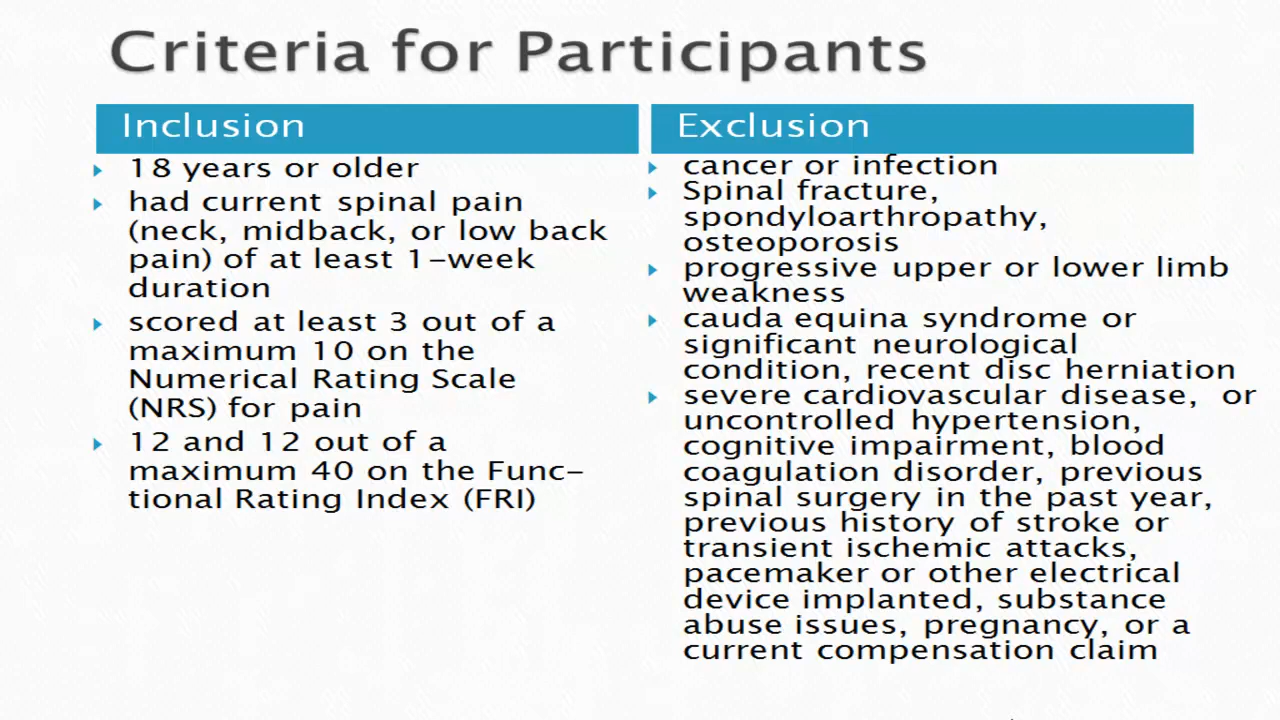 Criteria for Participants
Inclusion
18 years or older
had current spinal pain
(neck, midback, or low back
pain) of at least 1-week
duration
scored at least 3 out of a
maximum 10 on the
Numerical Rating Scale
(NRS) for pain
12 and 12 out of a
maximum 40 on the Func-
tional Rating Index (FRI)
Exclusion
cancer or infection
Spinal fracture,
spondyloarthropathy,
osteoporosis
progressive upper or lower limb
weakness
cauda equina syndrome or
significant neurological
condition, recent disc herniation
severe cardiovascular disease,  or
uncontrolled hypertension,
cognitive impairment, blood
coagulation disorder, previous
spinal surgery in the past year,
previous history of stroke or
transient ischemic attacks,
pacemaker or other electrical
device implanted, substance
abuse issues, pregnancy, or a
current compensation claim